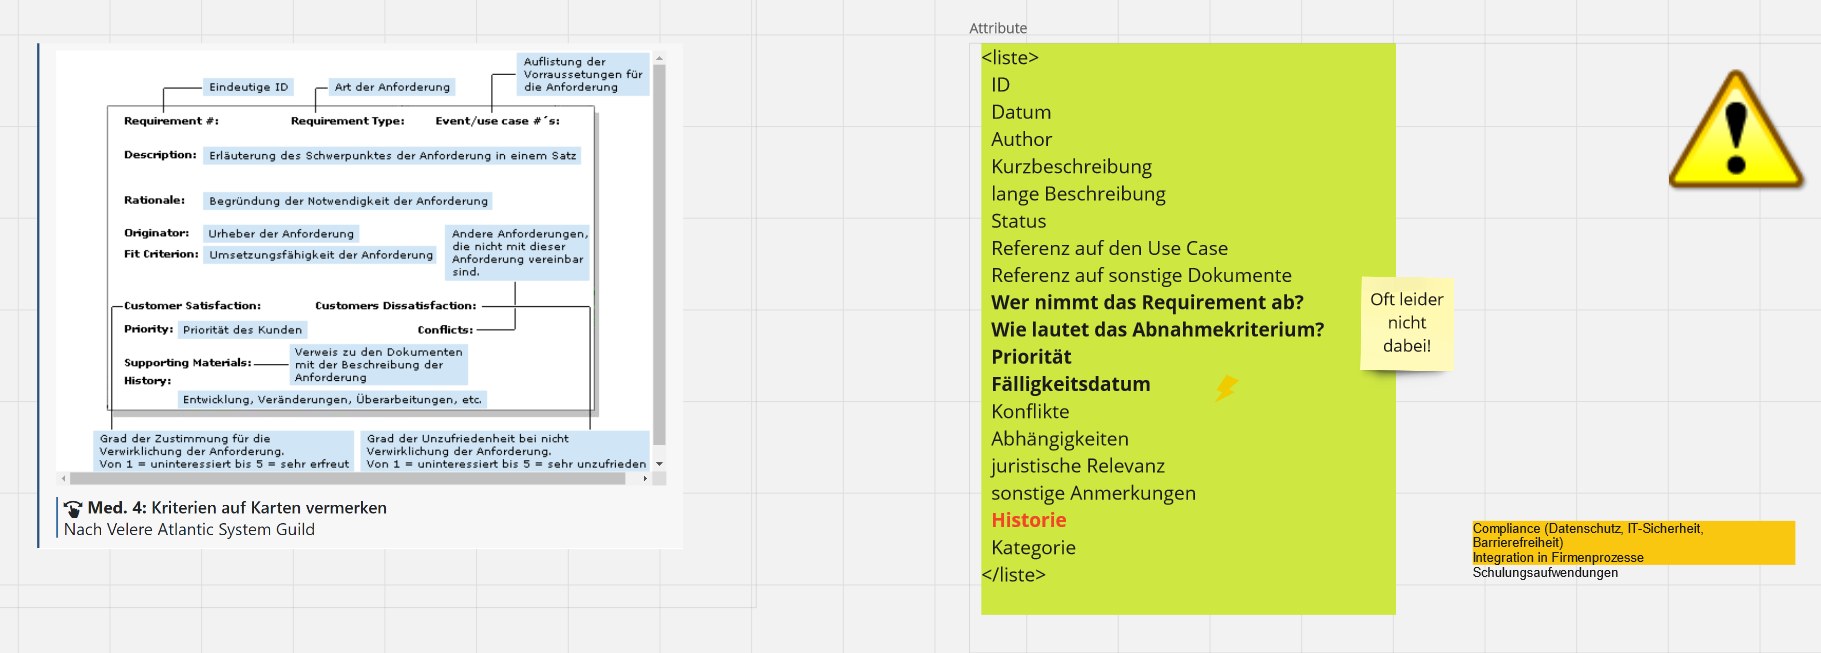 Auflistung der
Vorraussetungen für
die Anforderung
Eindeutige ID
Art der Anforderung
Requirement #:
Requirement Type:
Event/use case #´s:
Description:
Erläuterung des Schwerpunktes der Anforderung in einem Satz
Rationale:
Begründung der Notwendigkeit der Anforderung
Originator:
Urheber der Anforderung
Andere Anforderungen,
die nicht mit dieser
Anforderung vereinbar
sind.
Fit Criterion:
Umsetzungsfähigkeit der Anforderung
Customer Satisfaction:
Customers Dissatisfaction:
Priority:
Priorität des Kunden
Conflicts:
Supporting Materials:
Verweis zu den Dokumenten
mit der Beschreibung der
Anforderung
History:
Entwicklung, Veränderungen, Überarbeitungen, etc.
Grad der Zustimmung für die
Verwirklichung der Anforderung.
Von 1 = uninteressiert bis 5 = sehr erfreut
Grad der Unzufriedenheit bei nicht
Verwirklichung der Anforderung.
Von 1 = uninteressiert bis 5 = sehr unzufrieden
Med. 4: Kriterien auf Karten vermerken
Nach Velere Atlantic System Guild
Attribute
<liste>
ID
Datum
Author
Kurzbeschreibung
lange Beschreibung
Status
Referenz auf den Use Case
Referenz auf sonstige Dokumente
Wer nimmt das Requirement ab?
Wie lautet das Abnahmekriterium?
Priorität
Fälligkeitsdatum
Konflikte
Abhängigkeiten
juristische Relevanz
sonstige Anmerkungen
Historie
Kategorie
</liste>
Oft leider
nicht
dabei!
Compliance (Datenschutz, IT-Sicherheit,
Barrierefreiheit)
Integration in Firmenprozesse
Schulungsaufwendungen